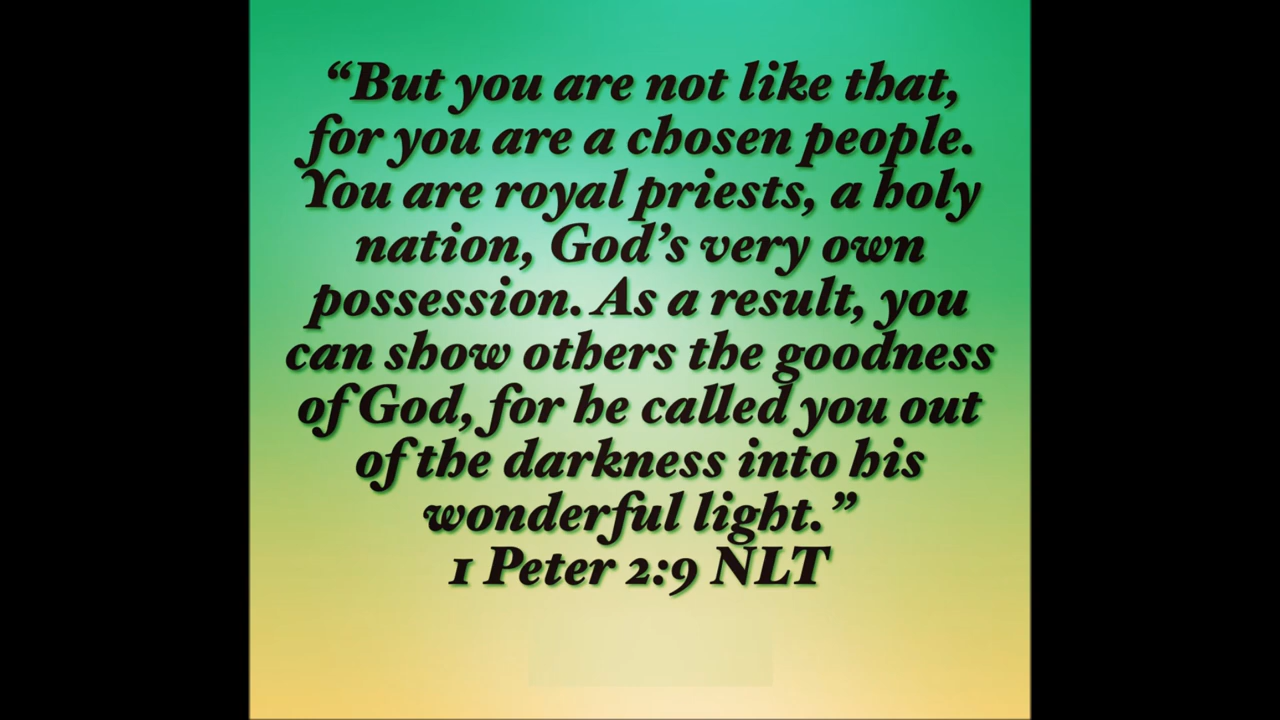 “But you are not like that,
for you are a chosen people.
You are royal priests, a holy
nation, God’s very own
possession. As a result, you
can show others the goodness
of God, for he called you out
of the darkness into his
wonderful light.”
1 Peter 2:9 NLT